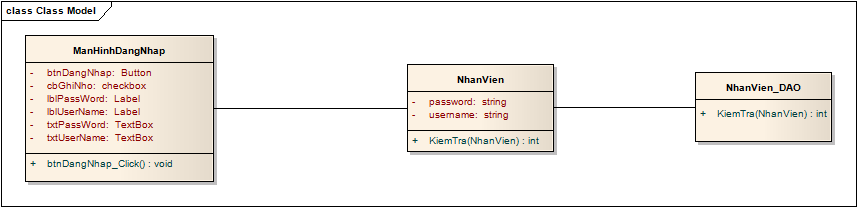 class Class Model
ManHinhDangNhap
- btnDangNhap: Button
- cbGhiNho: checkbox
- lblPassWord: Label
- lblUserName: Label
- txtPassWord: TextBox
- txtUserName: TextBox
+ btnDangNhap_Click() : void
NhanVien
- password: string
- username: string
+ KiemTra(NhanVien) : int
NhanVien_DAO
+ KiemTra(NhanVien) : int